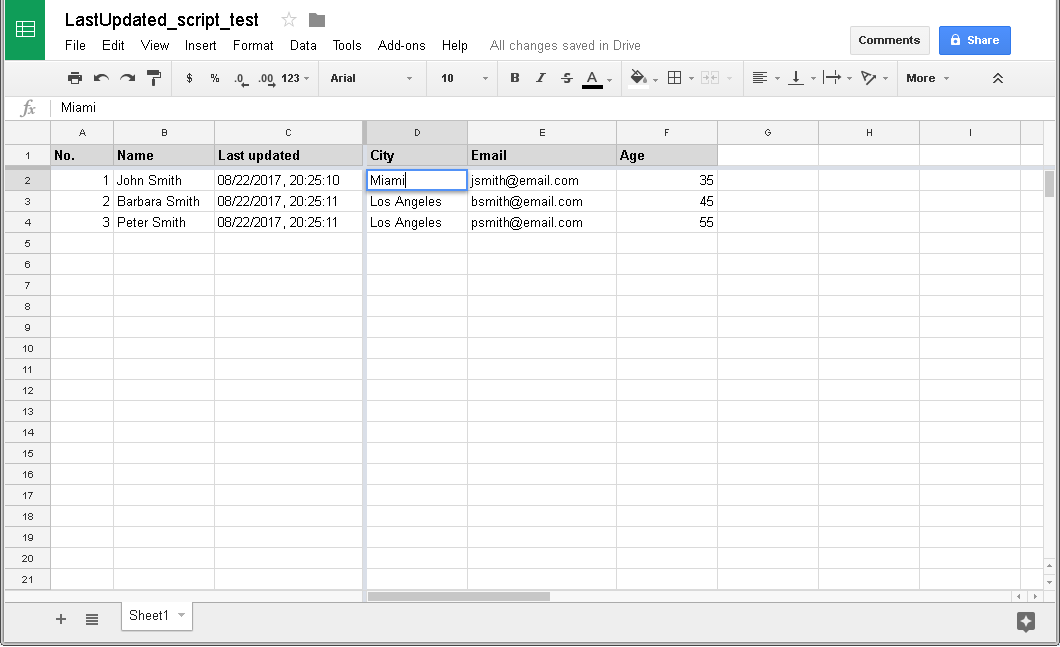 LastUpdated_script_test
File Edit View Insert Format Data Tools Add-ons Help All changes saved in Drive
Comments Share
$ % .0 .00 123 Arial 10 B I S A More
fx Miami
A B C D E F G H I
1 No. Name Last updated City Email Age
2 1 John Smith 08/22/2017, 20:25:10 Miami jsmith@email.com 35
3 2 Barbara Smith 08/22/2017, 20:25:11 Los Angeles bsmith@email.com 45
4 3 Peter Smith 08/22/2017, 20:25:11 Los Angeles psmith@email.com 55
5
6
7
8
9
10
11
12
13
14
15
16
17
18
19
20
21
+ Sheet1